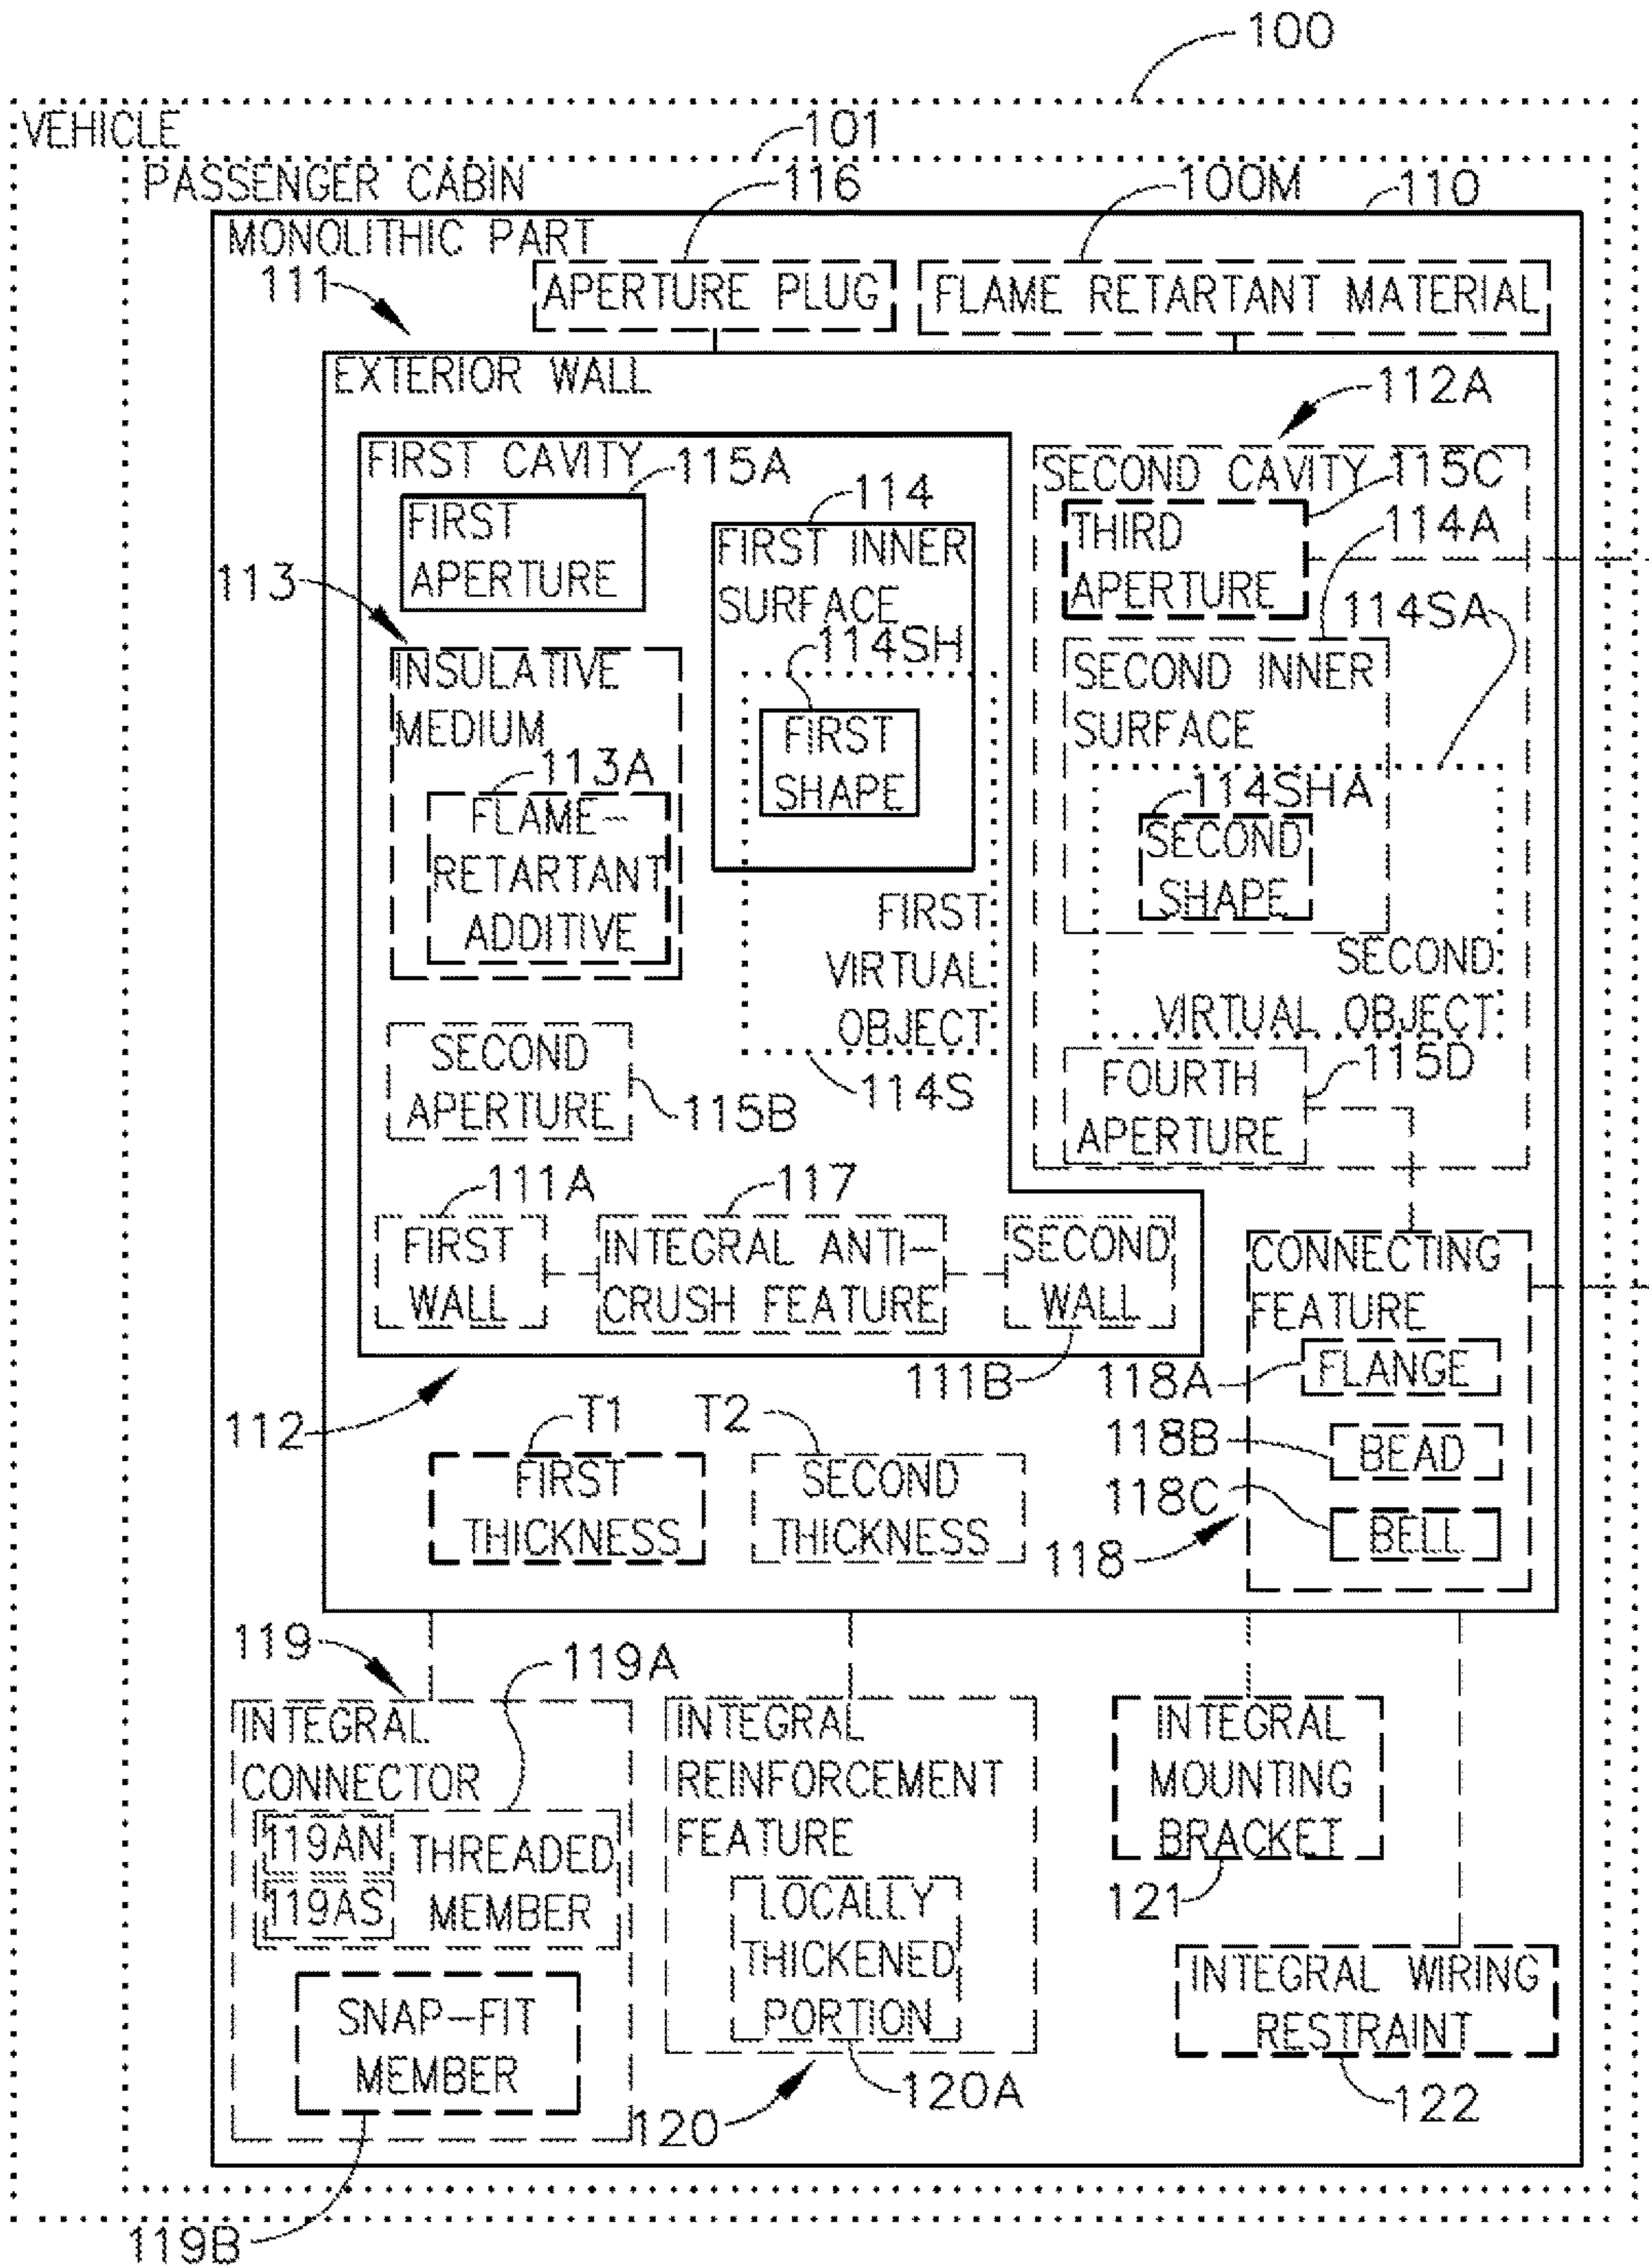 100
VEHICLE
101
PASSENGER CABIN
116
100M
110
MONOLITHIC PART
111
APERTURE PLUG
FLAME RETARTANT MATERIAL
EXTERIOR WALL
112A
FIRST CAVITY
115A
FIRST
APERTURE
114
FIRST INNER
SURFACE
114SH
FIRST
SHAPE
FIRST
VIRTUAL
OBJECT
114S
113
INSULATIVE
MEDIUM
113A
FLAME-
RETARTANT
ADDITIVE
SECOND
APERTURE
115B
111A
FIRST
WALL
117
INTEGRAL ANTI-
CRUSH FEATURE
SECOND
WALL
111B
112
SECOND CAVITY
115C
THIRD
APERTURE
114A
114SA
SECOND INNER
SURFACE
114SHA
SECOND
SHAPE
SECOND
VIRTUAL OBJECT
FOURTH
APERTURE
115D
CONNECTING
FEATURE
118A
FLANGE
118B
BEAD
118C
BELL
118
T1
FIRST
THICKNESS
T2
SECOND
THICKNESS
119
119A
INTEGRAL
CONNECTOR
119AN
119AS
THREADED
MEMBER
SNAP-FIT
MEMBER
119B
INTEGRAL
REINFORCEMENT
FEATURE
LOCALLY
THICKENED
PORTION
120A
120
INTEGRAL
MOUNTING
BRACKET
121
INTEGRAL WIRING
RESTRAINT
122